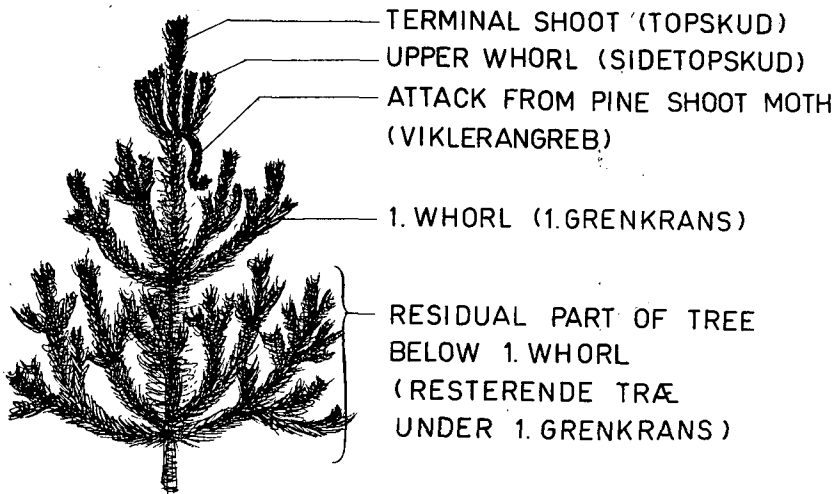 TERMINAL SHOOT (TOPSKUD)
UPPER WHORL (SIDETOPSKUD)
ATTACK FROM PINE SHOOT MOTH
(VIKLERANGREB)
1. WHORL (1. GRENKRANS)
RESIDUAL PART OF TREE
BELOW 1. WHORL
(RESTERENDE TRÆ
UNDER 1. GRENKRANS)